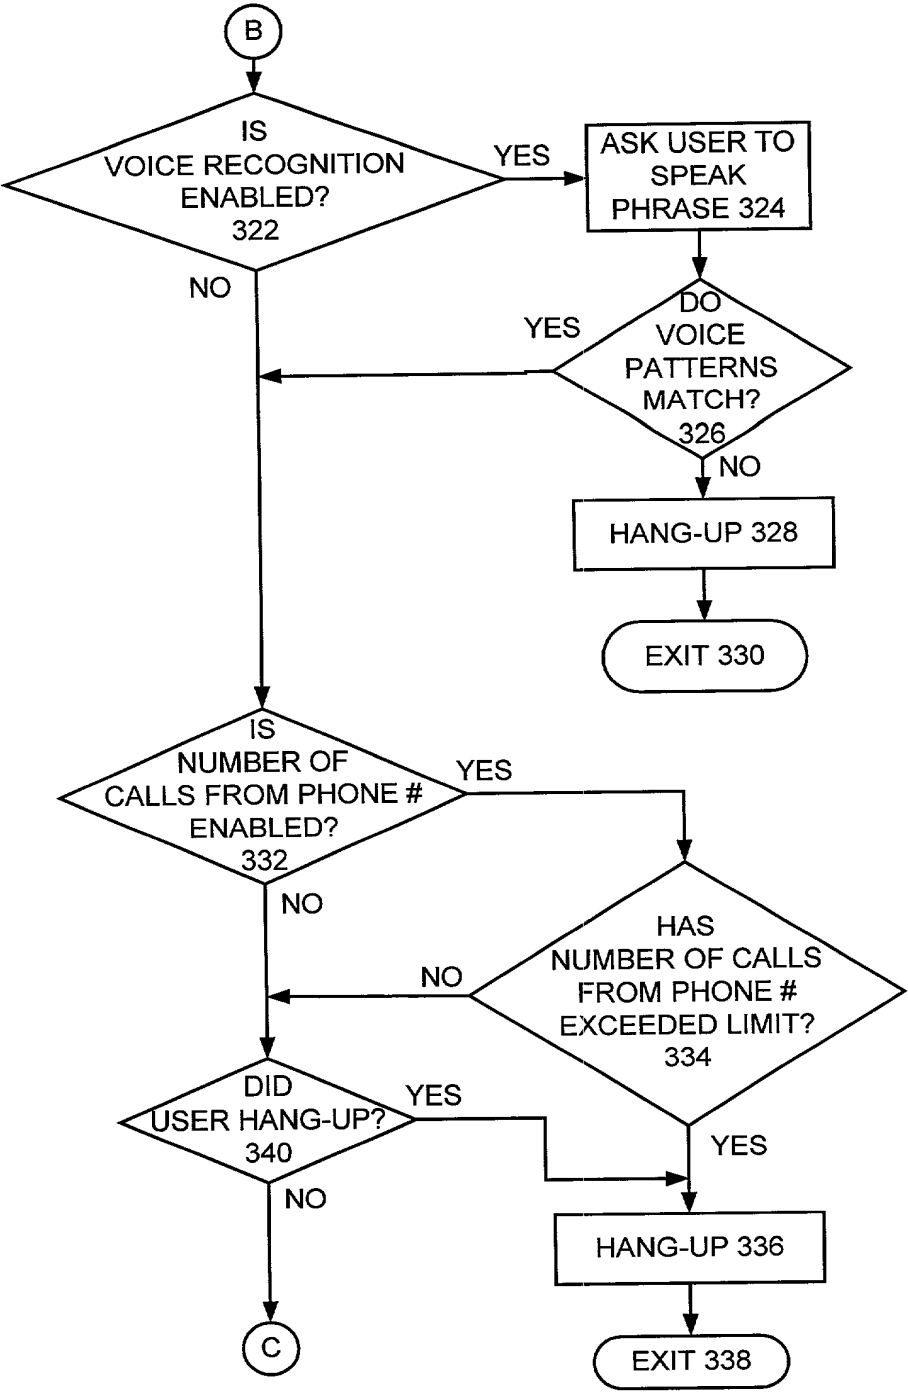 B
IS
VOICE RECOGNITION
ENABLED?
322
YES
ASK USER TO
SPEAK
PHRASE 324
NO
YES
DO
VOICE
PATTERNS
MATCH?
326
NO
HANG-UP 328
EXIT 330
IS
NUMBER OF
CALLS FROM PHONE #
ENABLED?
332
YES
NO
HAS
NUMBER OF CALLS
FROM PHONE #
EXCEEDED LIMIT?
334
NO
DID
USER HANG-UP?
340
YES
YES
NO
HANG-UP 336
C
EXIT 338